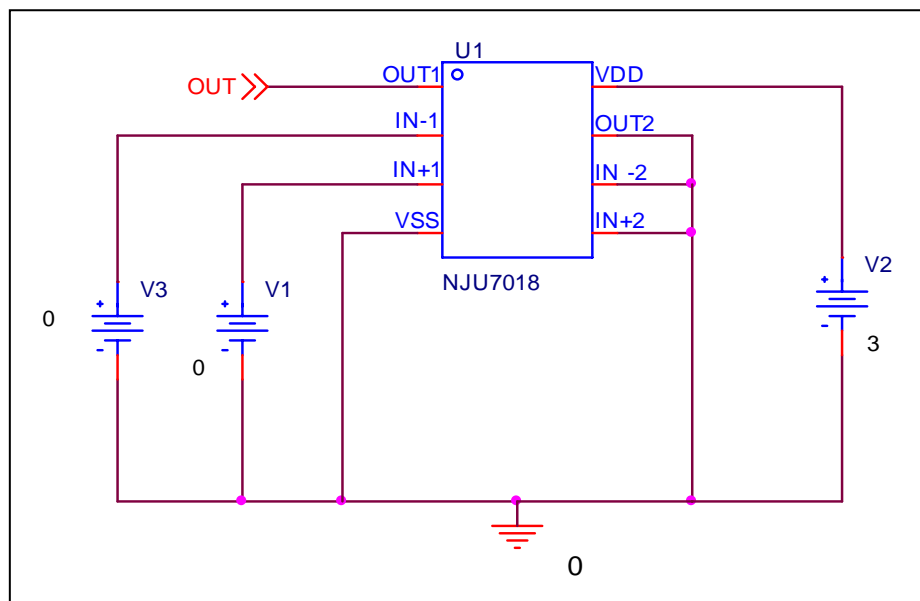 U1
OUT
OUT1
VDD
IN-1
OUT2
IN+1
IN -2
VSS
IN+2
NJU7018
+
V3
-
0
+
V1
-
0
+
V2
-
3
0